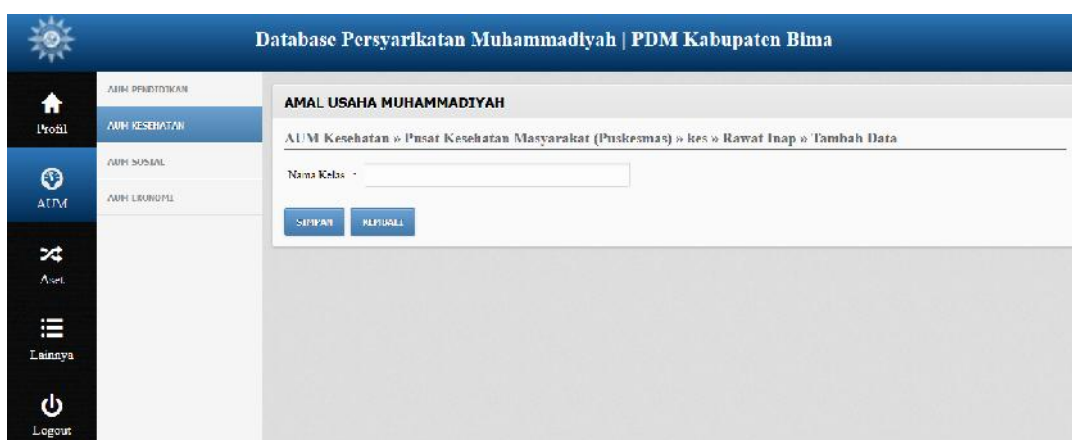 Database Persyarikatan Muhammadiyah | PDM Kabupaten Bima
Profil
AUM
Aset
Lainnya
Logout
AUM PENDIDIKAN
AUM KESEHATAN
AUM SOSIAL
AUM EKONOMI
AMAL USAHA MUHAMMADIYAH
AUM Kesehatan » Pusat Kesehatan Masyarakat (Puskesmas) » kes » Rawat Inap » Tambah Data
Nama Kelas
SIMPAN
KEMBALI